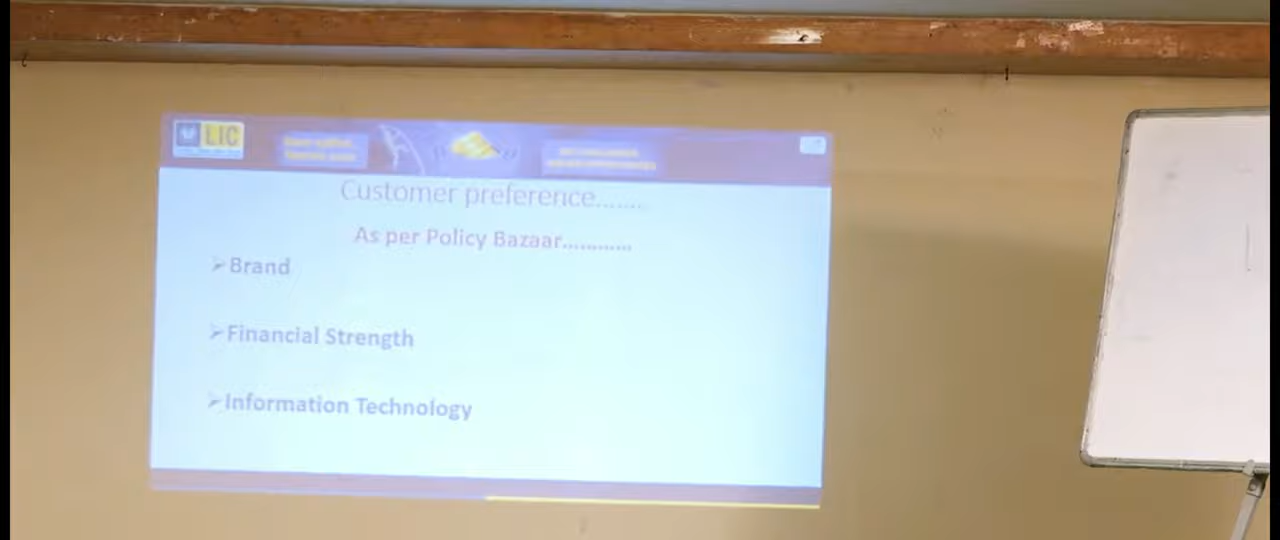 LIC
Customer preference.......
As per Policy Bazaar............
➢Brand
➢Financial Strength
➢Information Technology